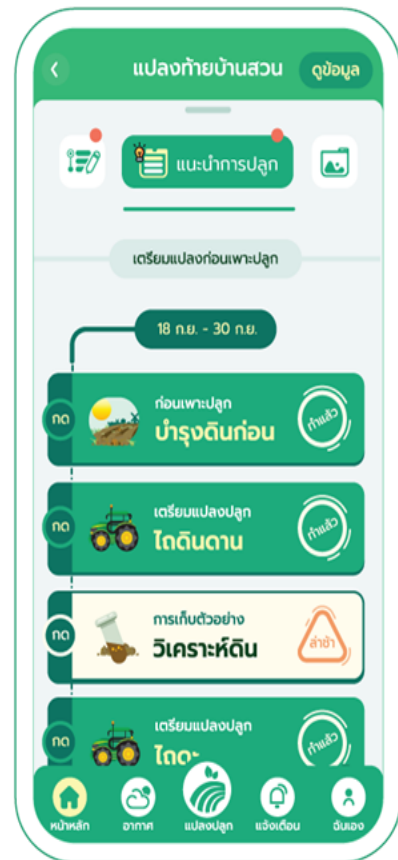 แปลงท้ายบ้านสวน
ดูข้อมูล
แนะนำการปลูก
เตรียมแปลงก่อนเพาะปลูก
18 ก.ย. - 30 ก.ย.
กด
ก่อนเพาะปลูก
บำรุงดินก่อน
ทำแล้ว
กด
เตรียมแปลงปลูก
ไถดินดาน
ทำแล้ว
กด
การเก็บตัวอย่าง
วิเคราะห์ดิน
ล่าช้า
กด
เตรียมแปลงปลูก
ไถดะ
ทำแล้ว
หน้าหลัก
อากาศ
แปลงปลูก
แจ้งเตือน
ฉันเอง